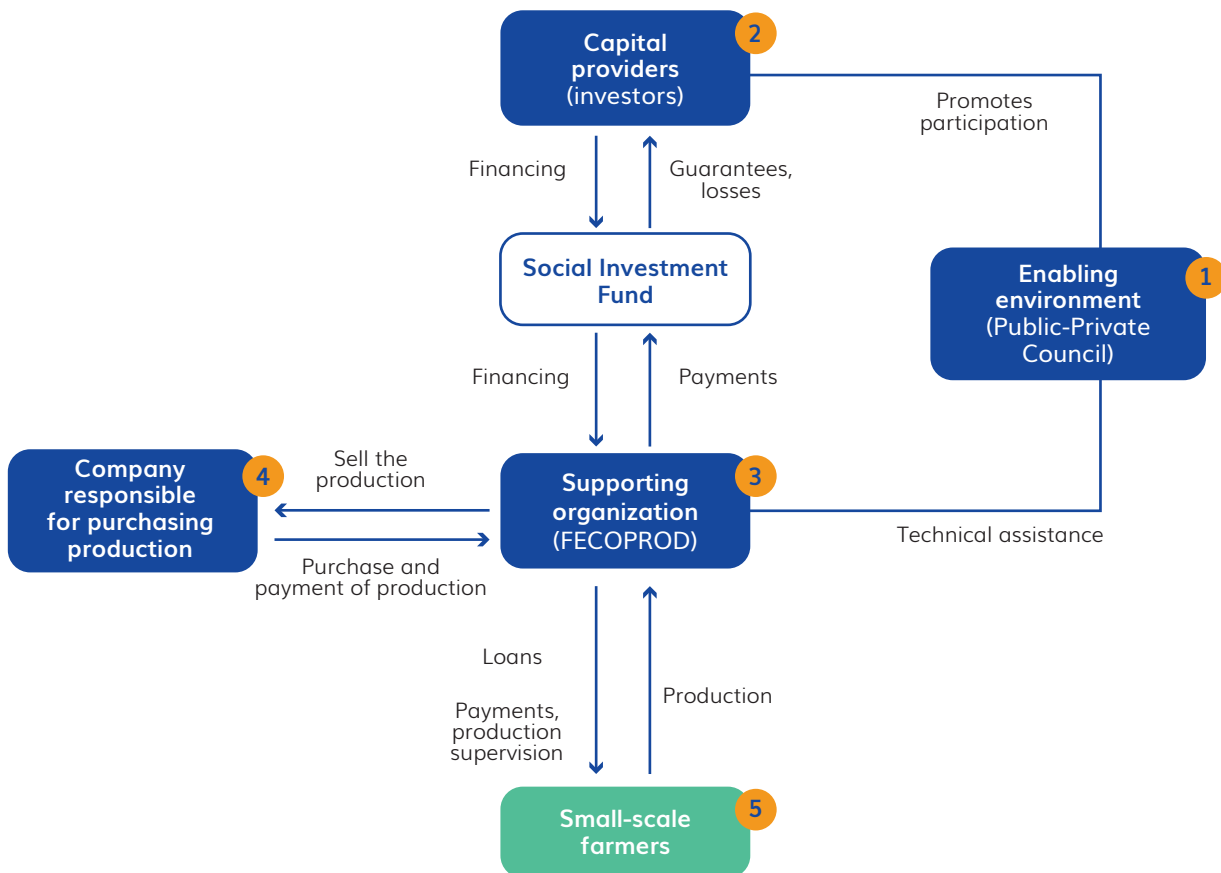 2
Capital
providers
(investors)
Promotes
participation
Financing
Guarantees,
losses
Social Investment
Fund
1
Enabling
environment
(Public-Private
Council)
Financing
Payments
4
Company
responsible
for purchasing
production
Sell the
production
Purchase and
payment of production
3
Supporting
organization
(FECOPROD)
Technical assistance
Loans
Payments,
production
supervision
Production
5
Small-scale
farmers